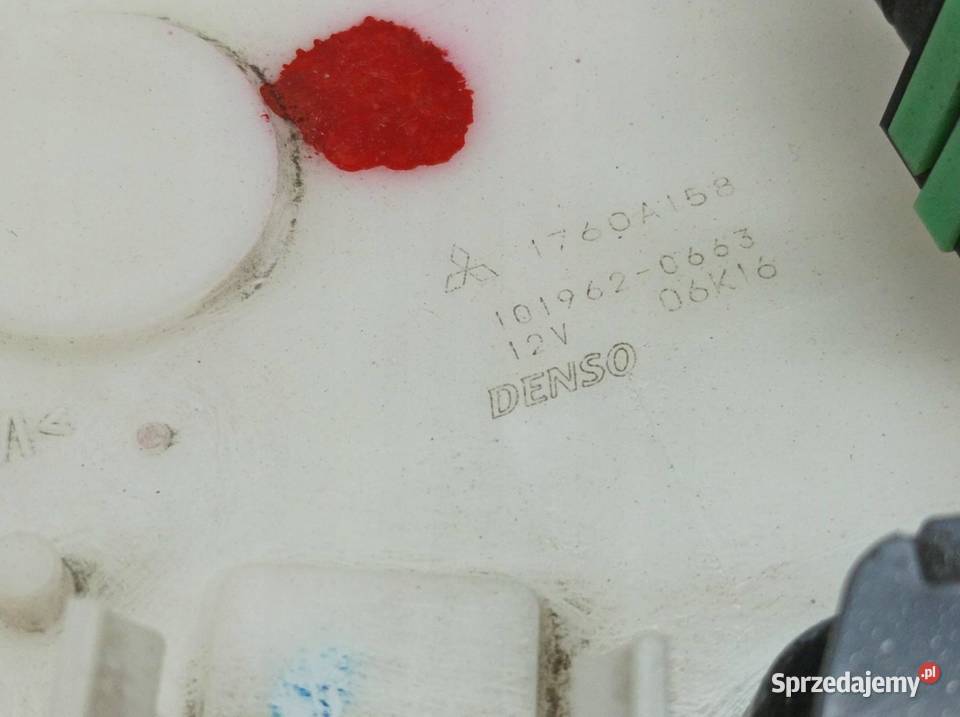 1760A158
101962-0663
12V 06K16
DENSO
A<
Sprzedajemy.pl